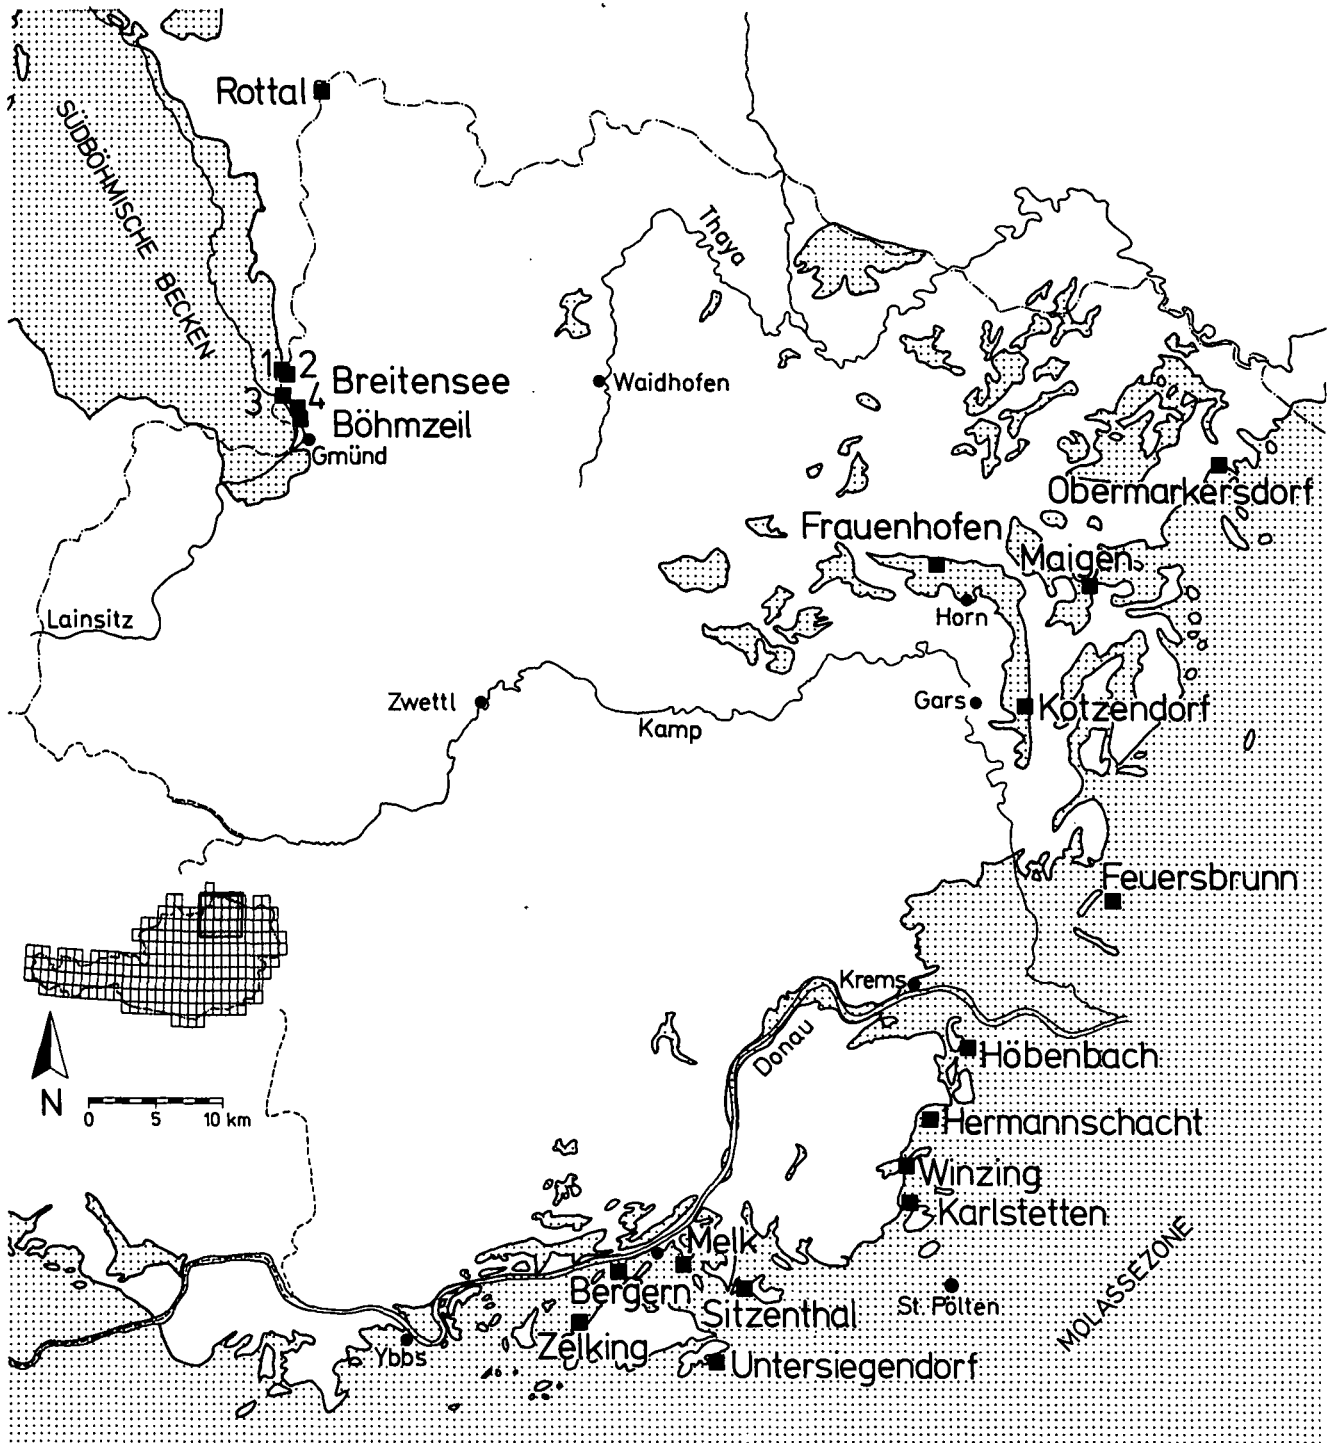 Rottal
SÜDBÖHMISCHE BECKEN
Thaya
1 2
Breitensee
3 4
Böhmzeil
Gmünd
Waidhofen
Obermarkersdorf
Frauenhofen
Maigen
Horn
Lainsitz
Zwettl
Kamp
Gars
Kotzendorf
Feuersbrunn
Krems
Donau
Höbenbach
N
0 5 10 km
Hermannschacht
Winzing
Karlstetten
Melk
Bergern
Sitzenthal
St. Pölten
MOLASSEZONE
Zelking
Ybbs
Untersiegendorf